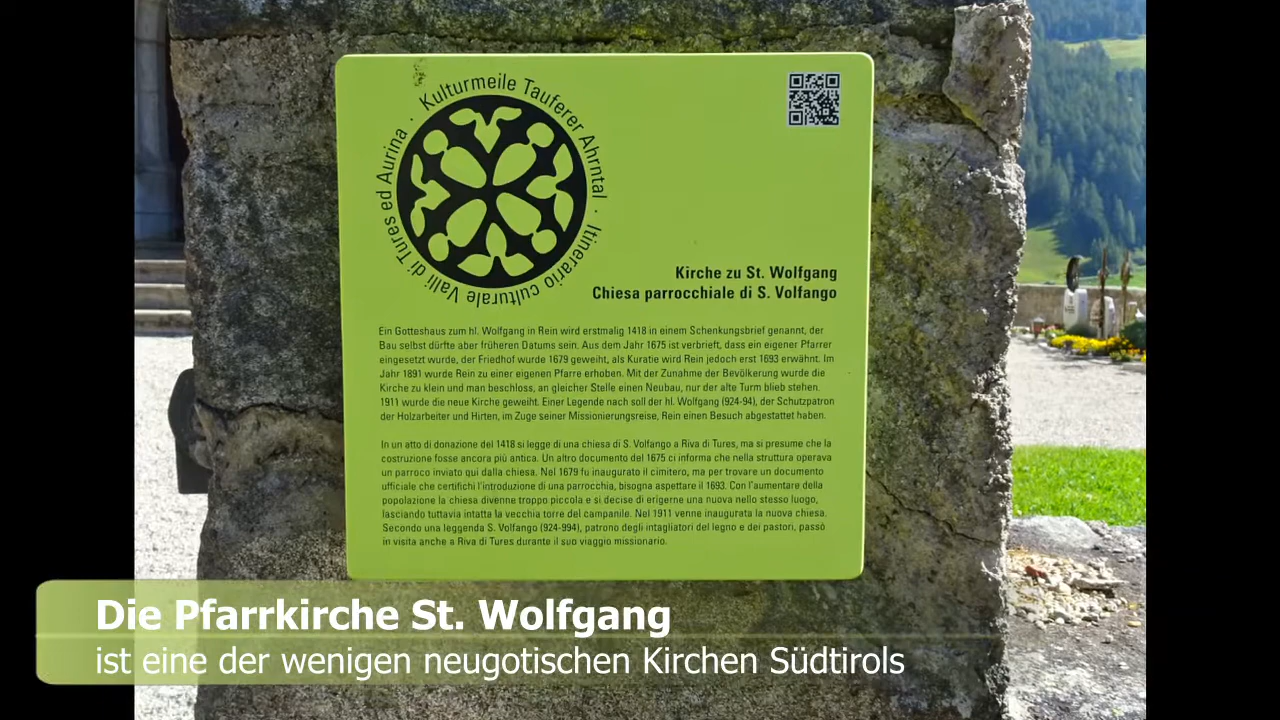 Kulturmeile Tauferer Ahrntal · Itinerario culturale Valli di Tures ed Aurina ·
Kirche zu St. Wolfgang
Chiesa parrocchiale di S. Volfango
Ein Gotteshaus zum hl. Wolfgang in Rein wird erstmalig 1418 in einem Schenkungsbrief genannt, der
Bau selbst dürfte aber früheren Datums sein. Aus dem Jahr 1675 ist verbrieft, dass ein eigener Pfarrer
eingesetzt wurde, der Friedhof wurde 1679 geweiht, als Kuratie wird Rein jedoch erst 1693 erwähnt. Im
Jahr 1891 wurde Rein zu einer eigenen Pfarre erhoben. Mit der Zunahme der Bevölkerung wurde die
Kirche zu klein und man beschloss, an gleicher Stelle einen Neubau, nur der alte Turm blieb stehen.
1911 wurde die neue Kirche geweiht. Einer Legende nach soll der hl. Wolfgang (924-94), der Schutzpatron
der Holzarbeiter und Hirten, im Zuge seiner Missionierungsreise, Rein einen Besuch abgestattet haben.
In un atto di donazione del 1418 si legge di una chiesa di S. Volfango a Riva di Tures, ma si presume che la
costruzione fosse ancora più antica. Un altro documento del 1675 ci informa che nella struttura operava
un parroco inviato qui dalla chiesa. Nel 1679 fu inaugurato il cimitero, ma per trovare un documento
ufficiale che certifichi l'introduzione di una parrocchia, bisogna aspettare il 1693. Con l'aumentare della
popolazione la chiesa divenne troppo piccola e si decise di erigerne una nuova nello stesso luogo,
lasciando tuttavia intatta la vecchia torre del campanile. Nel 1911 venne inaugurata la nuova chiesa.
Secondo una leggenda S. Volfango (924-994), patrono degli intagliatori del legno e dei pastori, passò
in visita anche a Riva di Tures durante il suo viaggio missionario.
Die Pfarrkirche St. Wolfgang
ist eine der wenigen neugotischen Kirchen Südtirols